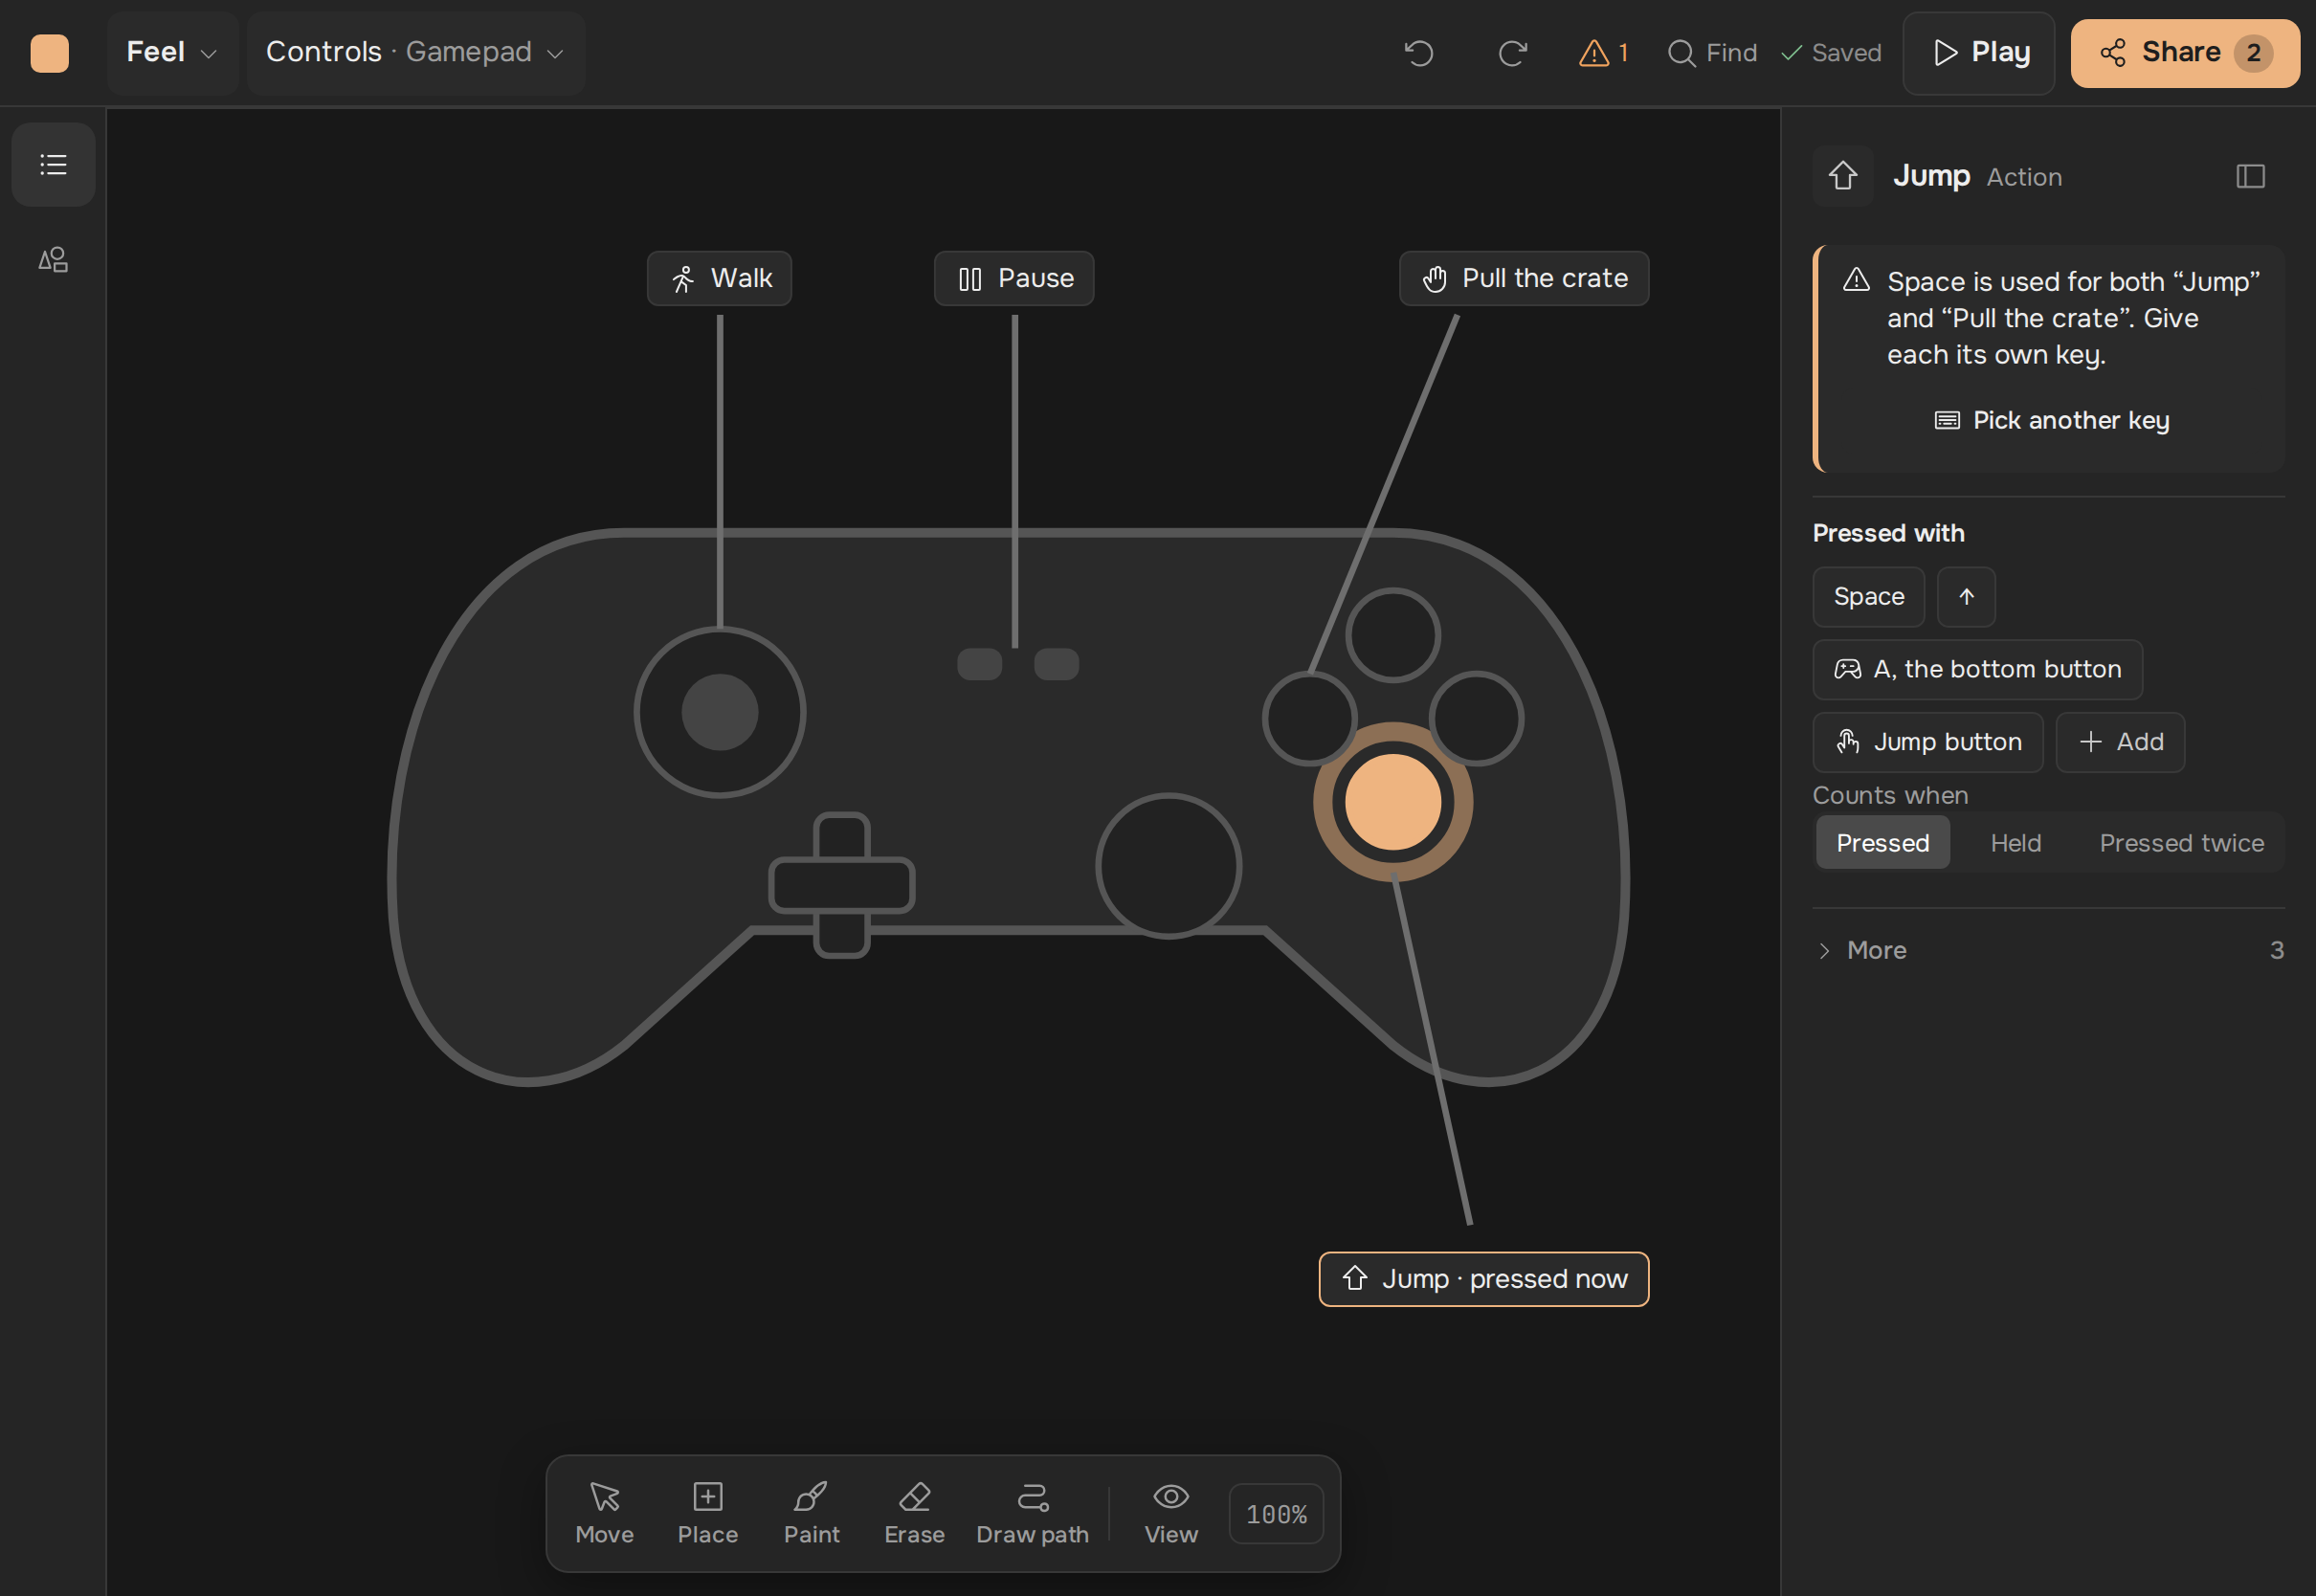 Feel
Controls · Gamepad
1
Find
Saved
Play
Share 2
Walk
Pause
Pull the crate
Jump · pressed now
Move
Place
Paint
Erase
Draw path
View
100%
Jump Action
Space is used for both “Jump”
and “Pull the crate”. Give
each its own key.
Pick another key
Pressed with
Space
↑
A, the bottom button
Jump button
Add
Counts when
Pressed
Held
Pressed twice
More
3